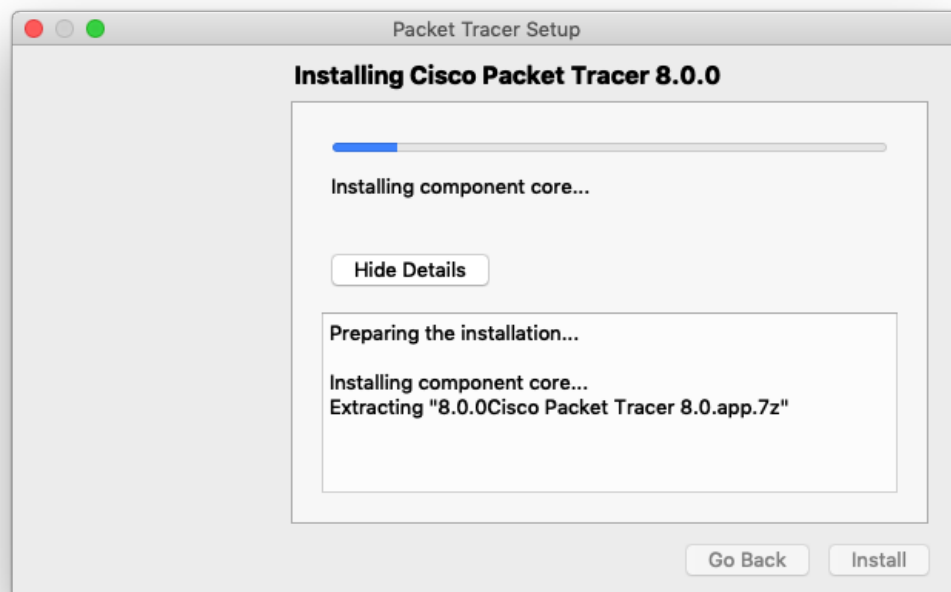 Packet Tracer Setup
Installing Cisco Packet Tracer 8.0.0
Installing component core...
Hide Details
Preparing the installation...
Installing component core...
Extracting "8.0.0Cisco Packet Tracer 8.0.app.7z"
Go Back
Install